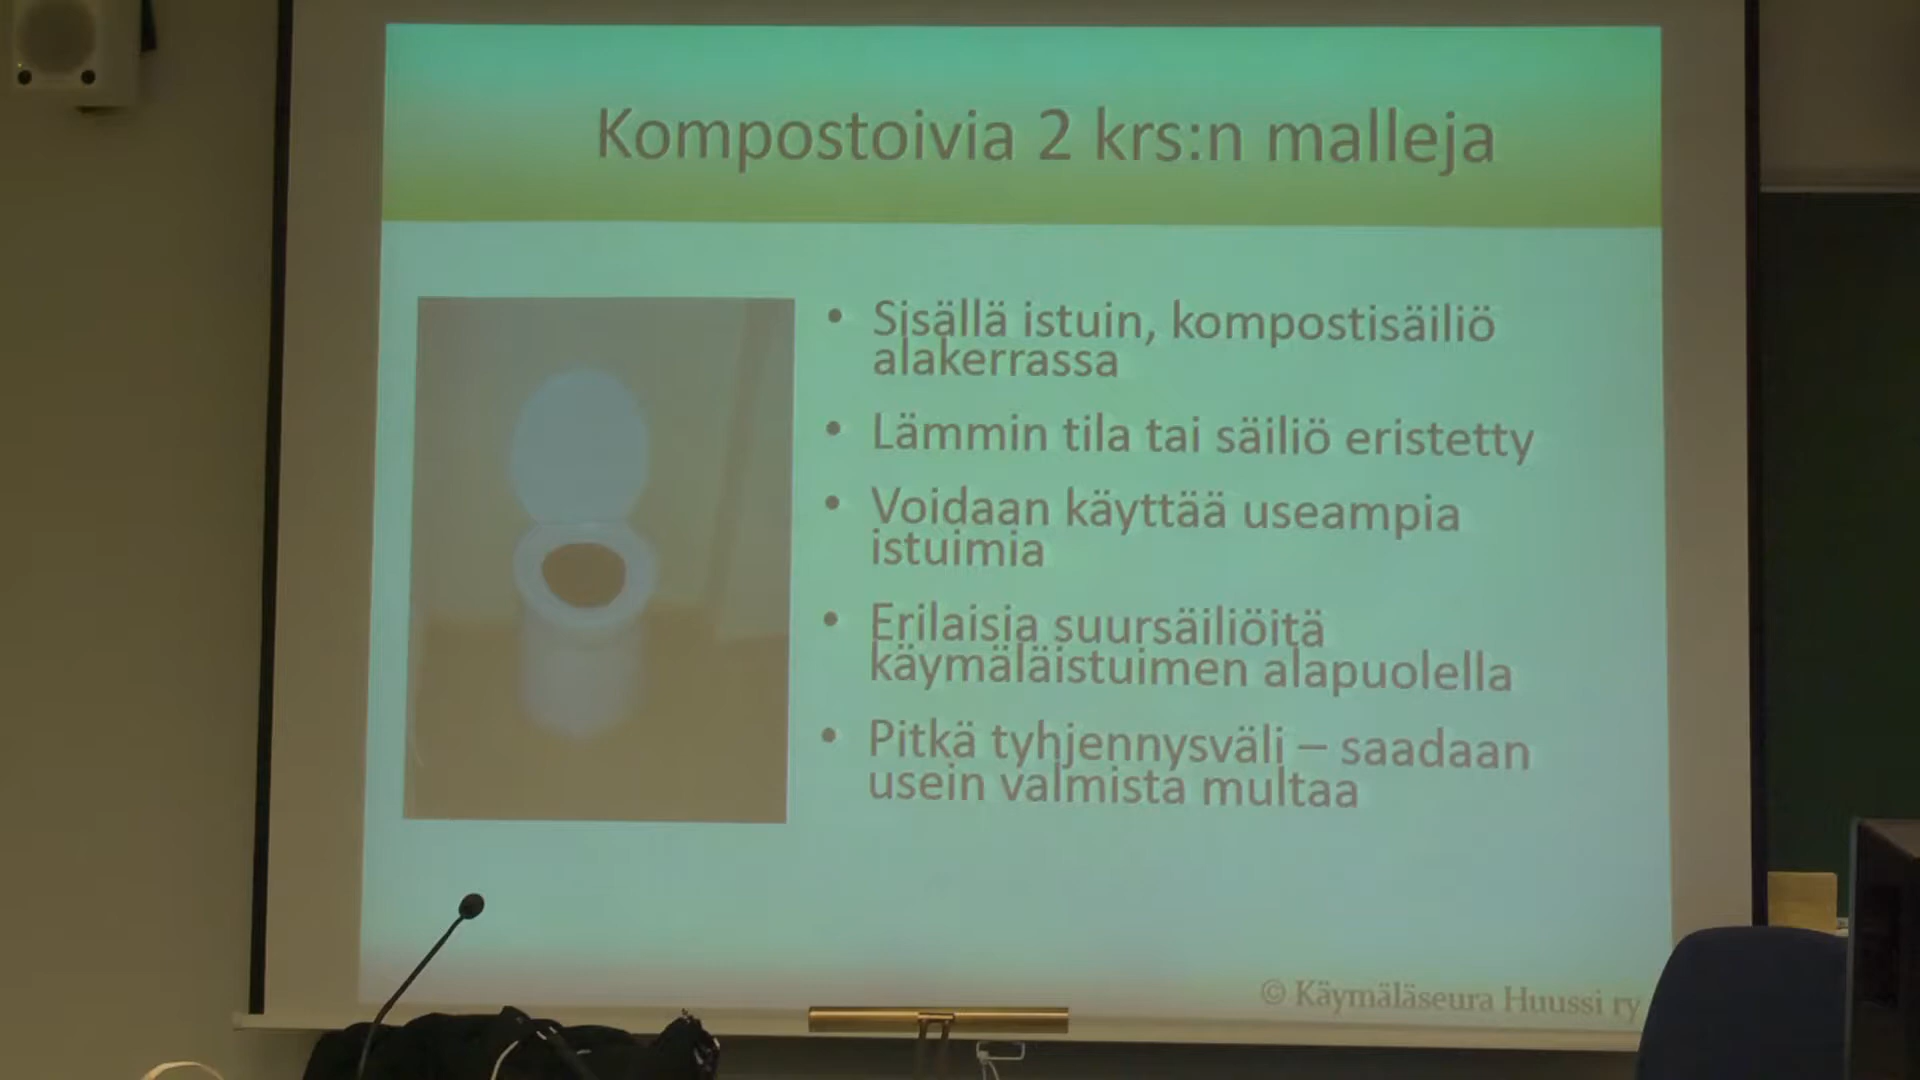 Kompostoivia 2 krs:n malleja
• Sisällä istuin, kompostisäiliö
alakerrassa
• Lämmin tila tai säiliö eristetty
• Voidaan käyttää useampia
istuimia
• Erilaisia suursäiliöitä
käymäläistuimen alapuolella
• Pitkä tyhjennysväli – saadaan
usein valmista multaa
© Käymäläseura Huussi ry